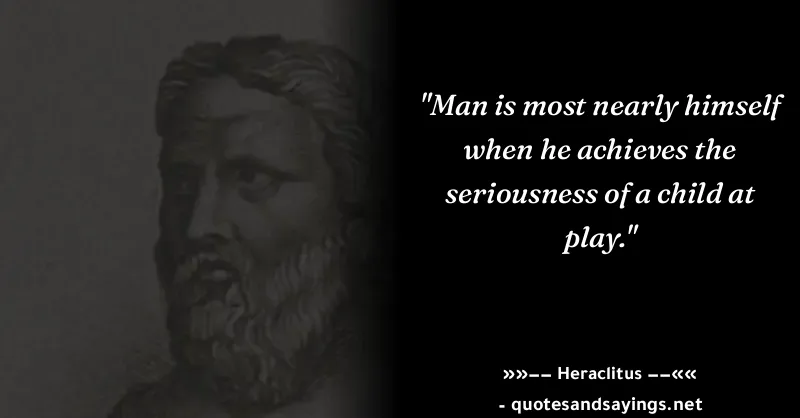 "Man is most nearly himself
when he achieves the
seriousness of a child at
play."
»»–– Heraclitus ––««
- quotesandsayings.net